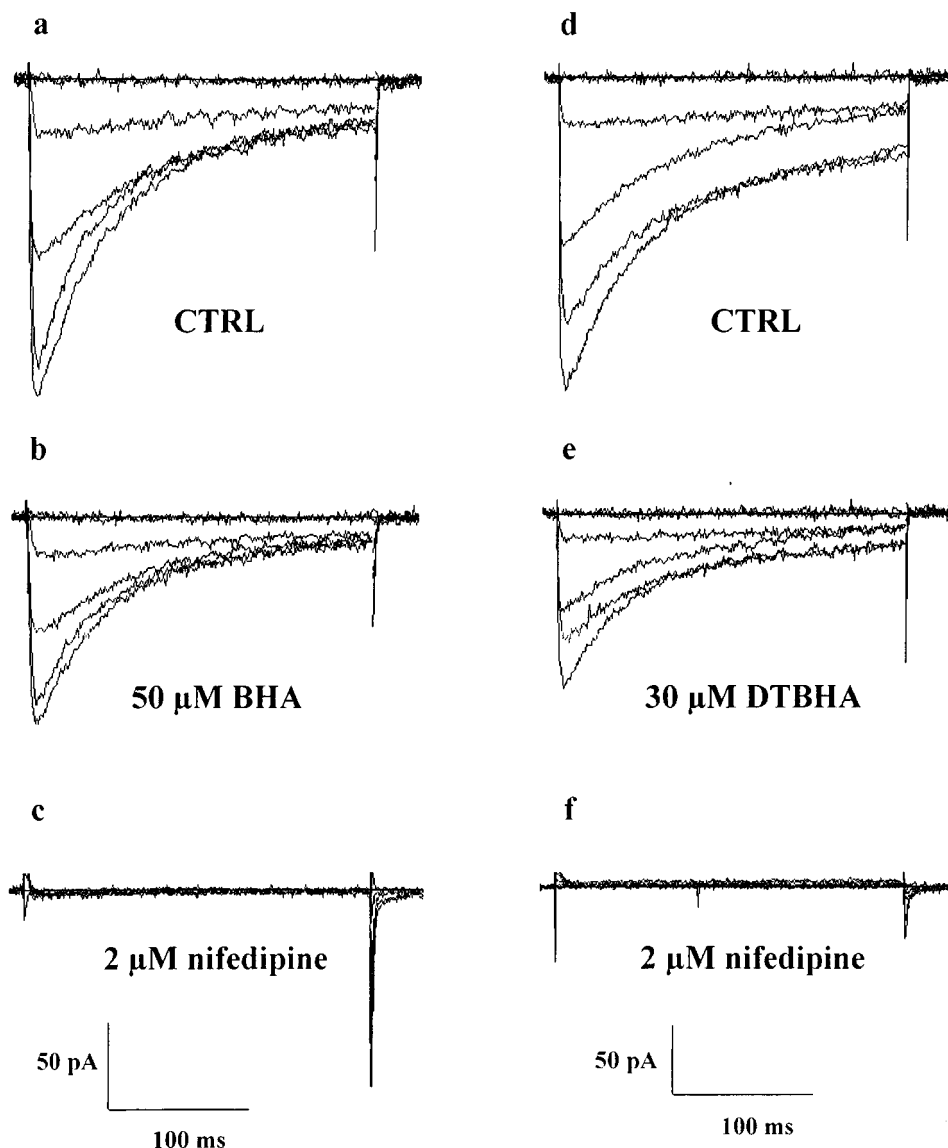 a
d
CTRL
CTRL
b
e
50 µM BHA
30 µM DTBHA
c
f
2 µM nifedipine
2 µM nifedipine
50 pA
100 ms
50 pA
100 ms